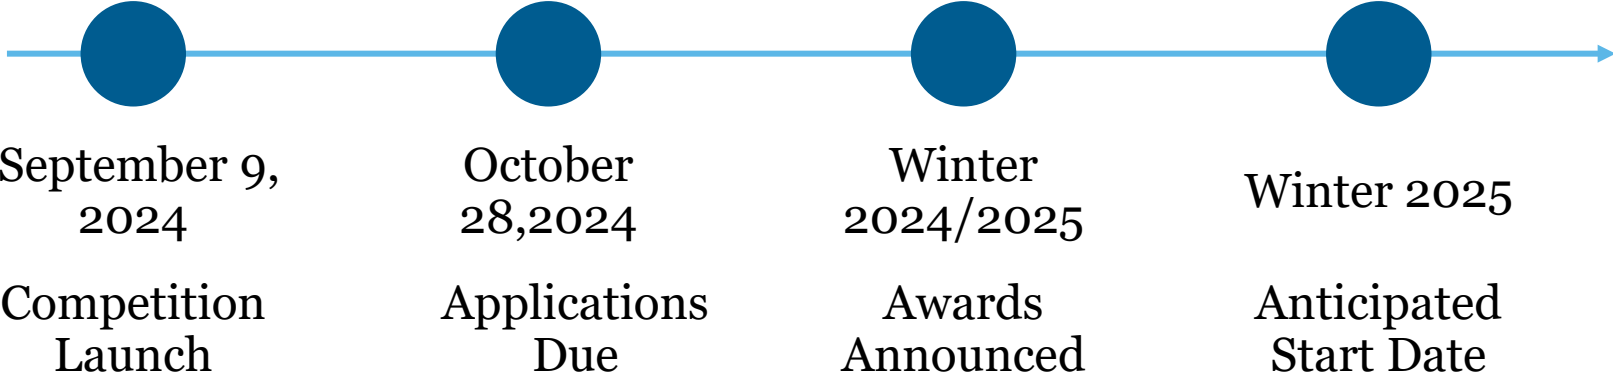 September 9,
2024
Competition
Launch
October
28,2024
Applications
Due
Winter
2024/2025
Awards
Announced
Winter 2025
Anticipated
Start Date